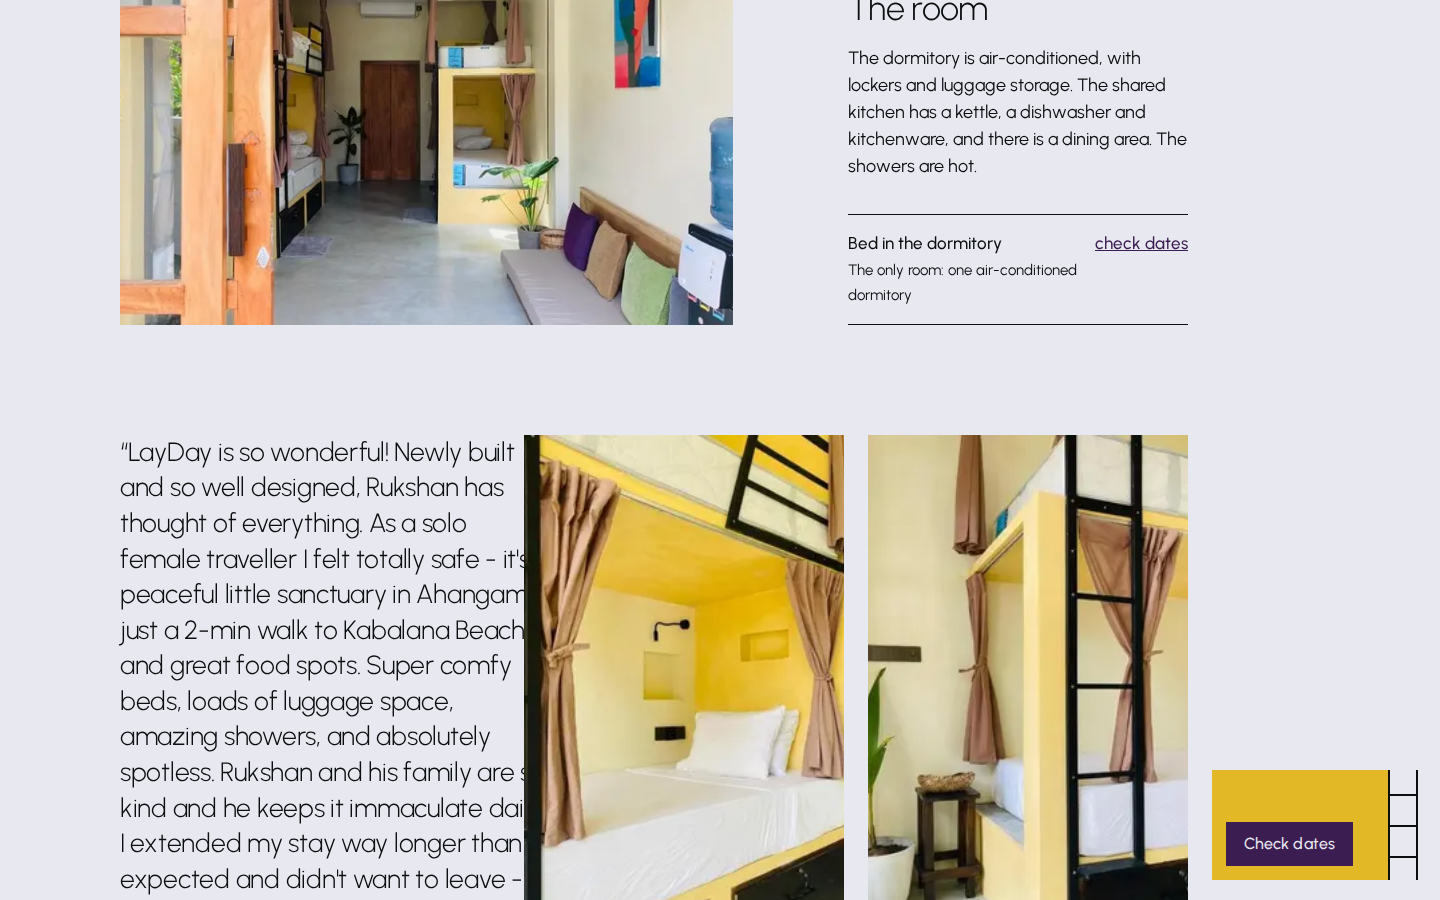 The room
The dormitory is air-conditioned, with
lockers and luggage storage. The shared
kitchen has a kettle, a dishwasher and
kitchenware, and there is a dining area. The
showers are hot.
Bed in the dormitory
check dates
The only room: one air-conditioned
dormitory
“LayDay is so wonderful! Newly built
and so well designed, Rukshan has
thought of everything. As a solo
female traveller I felt totally safe - it's
peaceful little sanctuary in Ahangam
just a 2-min walk to Kabalana Beach
and great food spots. Super comfy
beds, loads of luggage space,
amazing showers, and absolutely
spotless. Rukshan and his family are
kind and he keeps it immaculate
I extended my stay way longer than
expected and didn't want to leave -
Check dates